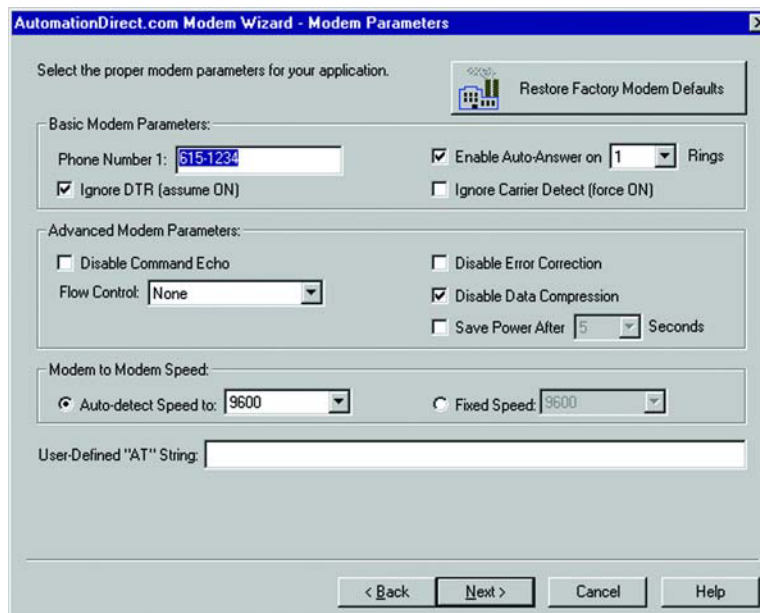 AutomationDirect.com Modem Wizard - Modem Parameters
Select the proper modem parameters for your application.
Restore Factory Modem Defaults
Basic Modem Parameters:
Phone Number 1: 615-1234
Enable Auto-Answer on 1 Rings
Ignore DTR (assume ON)
Ignore Carrier Detect (force ON)
Advanced Modem Parameters:
Disable Command Echo
Disable Error Correction
Flow Control: None
Disable Data Compression
Save Power After 5 Seconds
Modem to Modem Speed:
Auto-detect Speed to: 9600
Fixed Speed: 9600
User-Defined "AT" String:
< Back
Next >
Cancel
Help